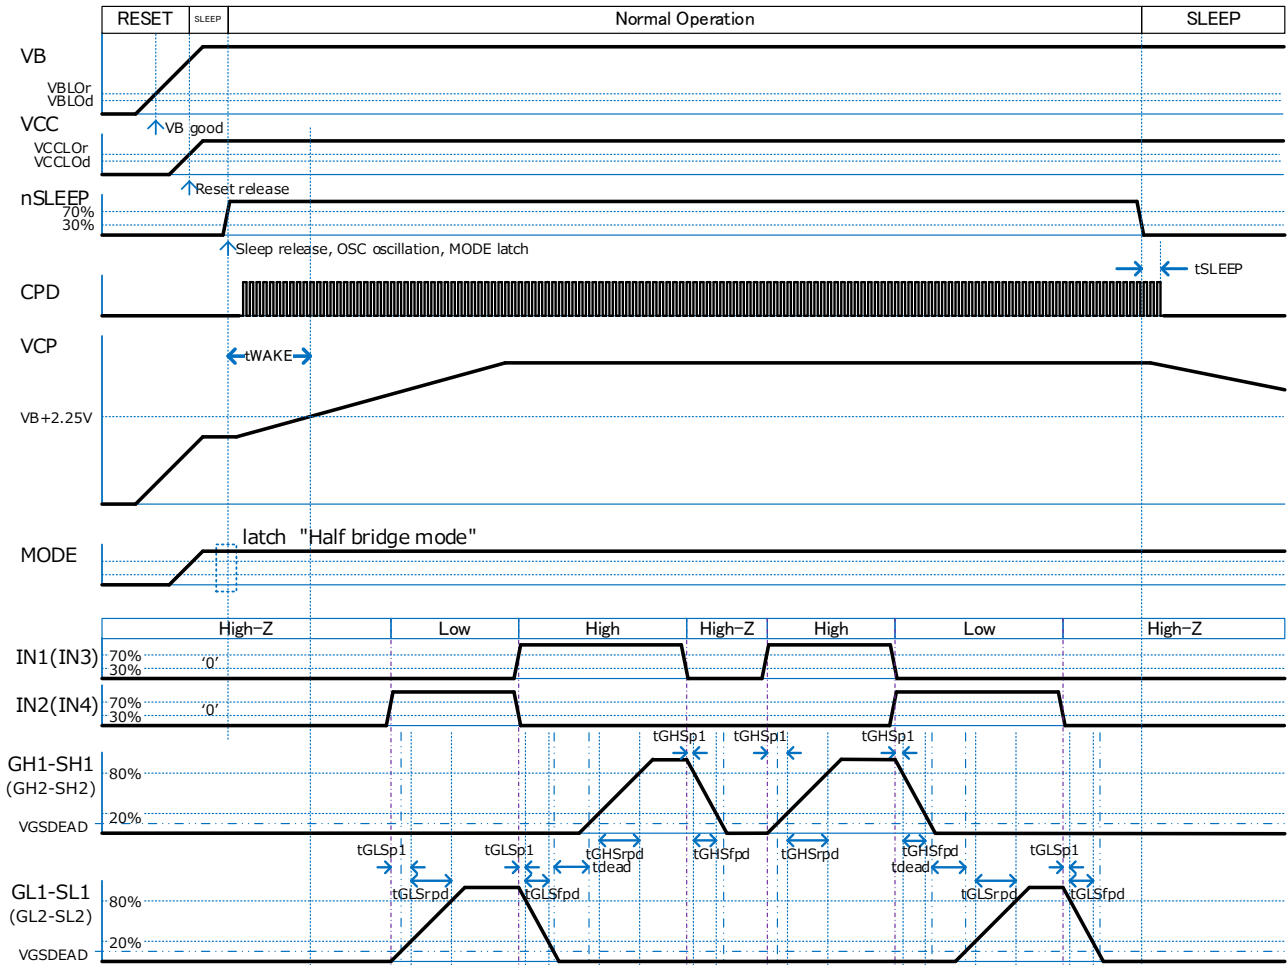 RESET SLEEP Normal Operation SLEEP
VB
VBLOr
VBLOd
VB good
VCC
VCCLOr
VCCLOd
Reset release
nSLEEP
70%
30%
Sleep release, OSC oscillation, MODE latch
tSLEEP
CPD
VCP
tWAKE
VB+2.25V
latch "Half bridge mode"
MODE
High-Z Low High High-Z High Low High-Z
IN1(IN3)
70%
30%
'0'
IN2(IN4)
70%
30%
'0'
tGHSp1 tGHSp1 tGHSp1
GH1-SH1
(GH2-SH2)
80%
20%
VGSDEAD
tGLSp1 tGLSp1 tGHSrpd tGHSfpd tGHSrpd tGHSfpd tGLSp1
tdead tdead
GL1-SL1
(GL2-SL2)
tGLSrpd tGLSfpd tGLSrpd tGLSfpd
80%
20%
VGSDEAD